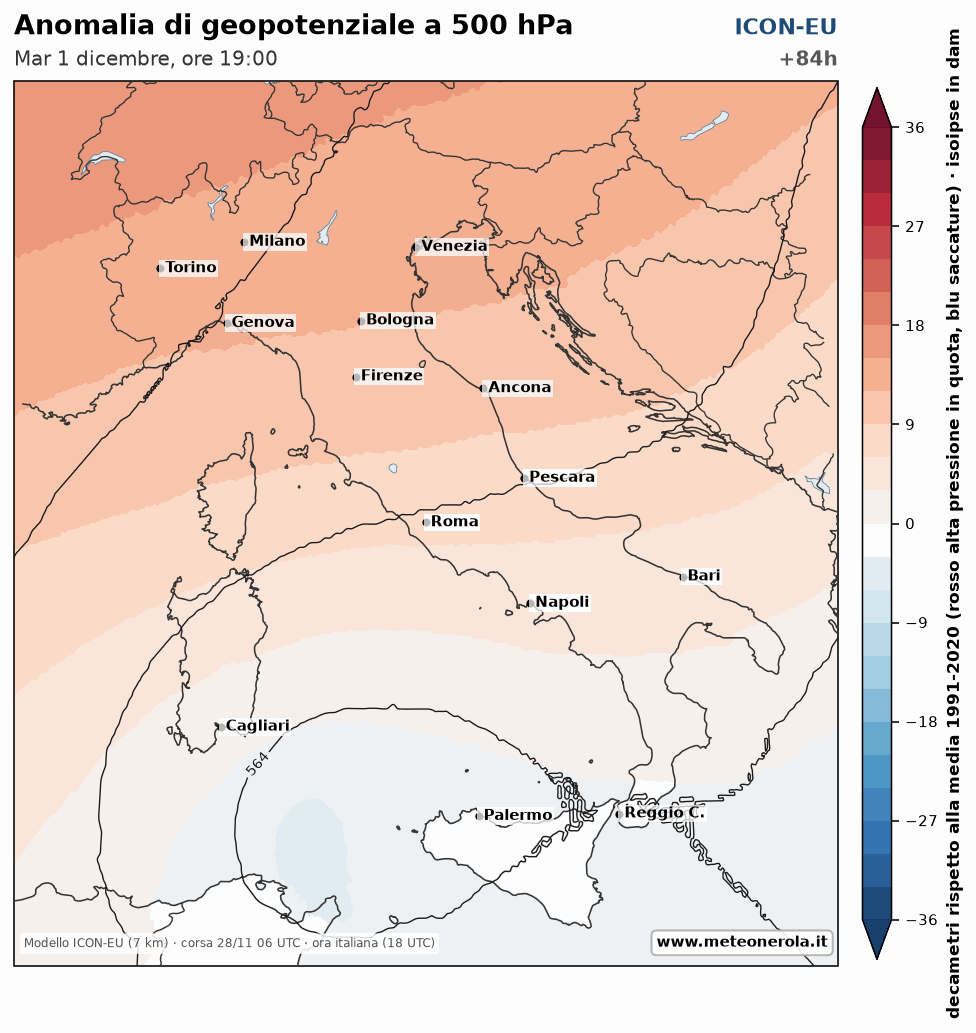 Anomalia di geopotenziale a 500 hPa
ICON-EU
Mar 1 dicembre, ore 19:00
+84h
Milano
Venezia
Torino
Genova
Bologna
Firenze
Ancona
Pescara
Roma
Bari
Napoli
Cagliari
564
Palermo
Reggio C.
Modello ICON-EU (7 km) · corsa 28/11 06 UTC · ora italiana (18 UTC)
www.meteonerola.it
36
27
18
9
0
−9
−18
−27
−36
decametri rispetto alla media 1991-2020 (rosso alta pressione in quota, blu saccature) · isoipse in dam